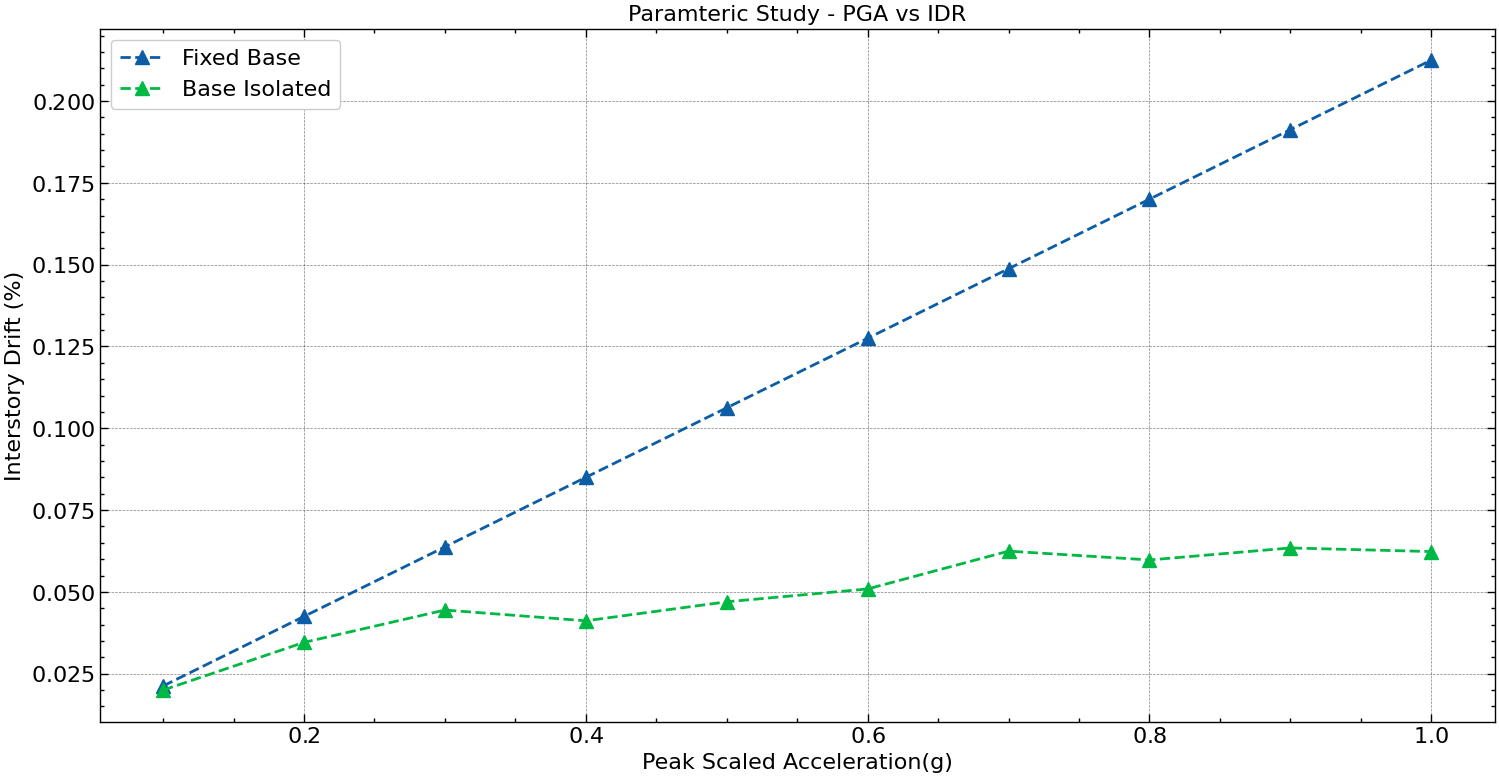 Paramteric Study - PGA vs IDR
Fixed Base
Base Isolated
Interstory Drift (%)
0.200
0.175
0.150
0.125
0.100
0.075
0.050
0.025
0.2 0.4 0.6 0.8 1.0
Peak Scaled Acceleration(g)